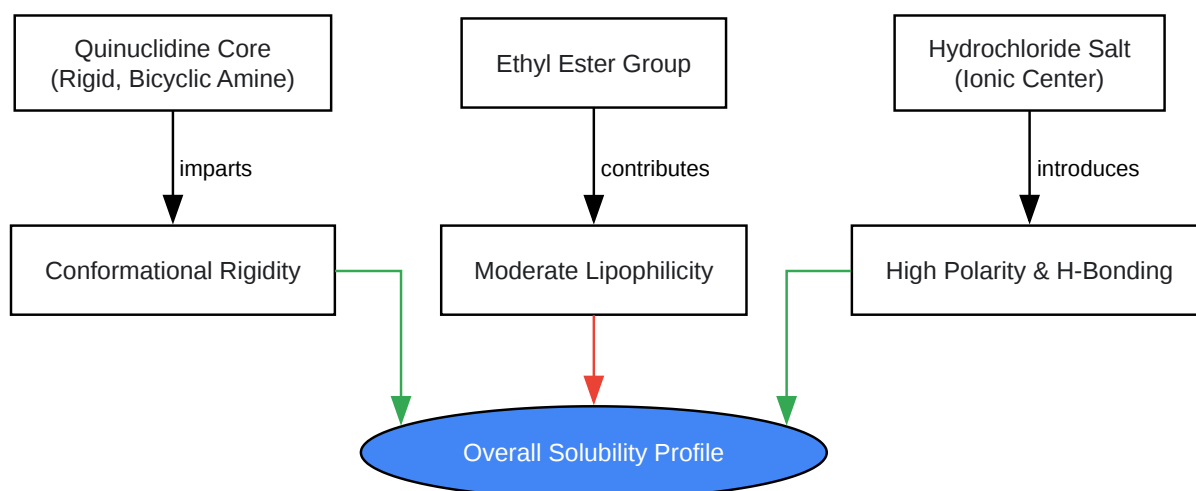 Quinuclidine Core
(Rigid, Bicyclic Amine)
Ethyl Ester Group
Hydrochloride Salt
(Ionic Center)
imparts
contributes
introduces
Conformational Rigidity
Moderate Lipophilicity
High Polarity & H-Bonding
Overall Solubility Profile